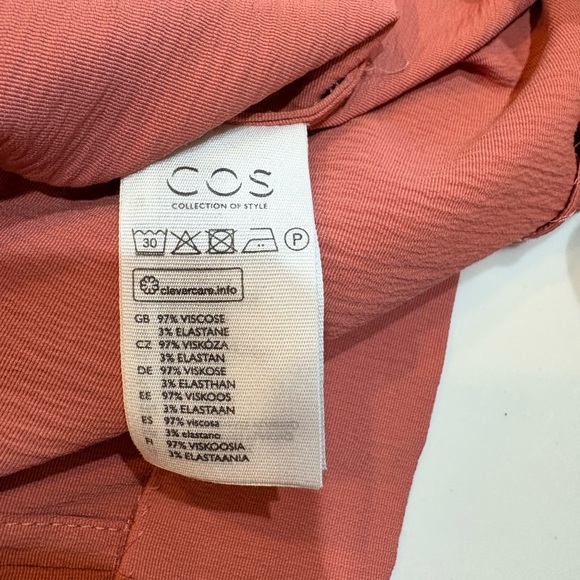 COS
COLLECTION OF STYLE
30
P
clevercare.info
GB 97% VISCOSE
3% ELASTANE
CZ 97% VISKÓZA
3% ELASTAN
DE 97% VISKOSE
3% ELASTHAN
EE 97% VISKOOS
3% ELASTAAN
ES 97% viscosa
3% elastano
FI 97% VISKOOSIA
3% ELASTAANIA